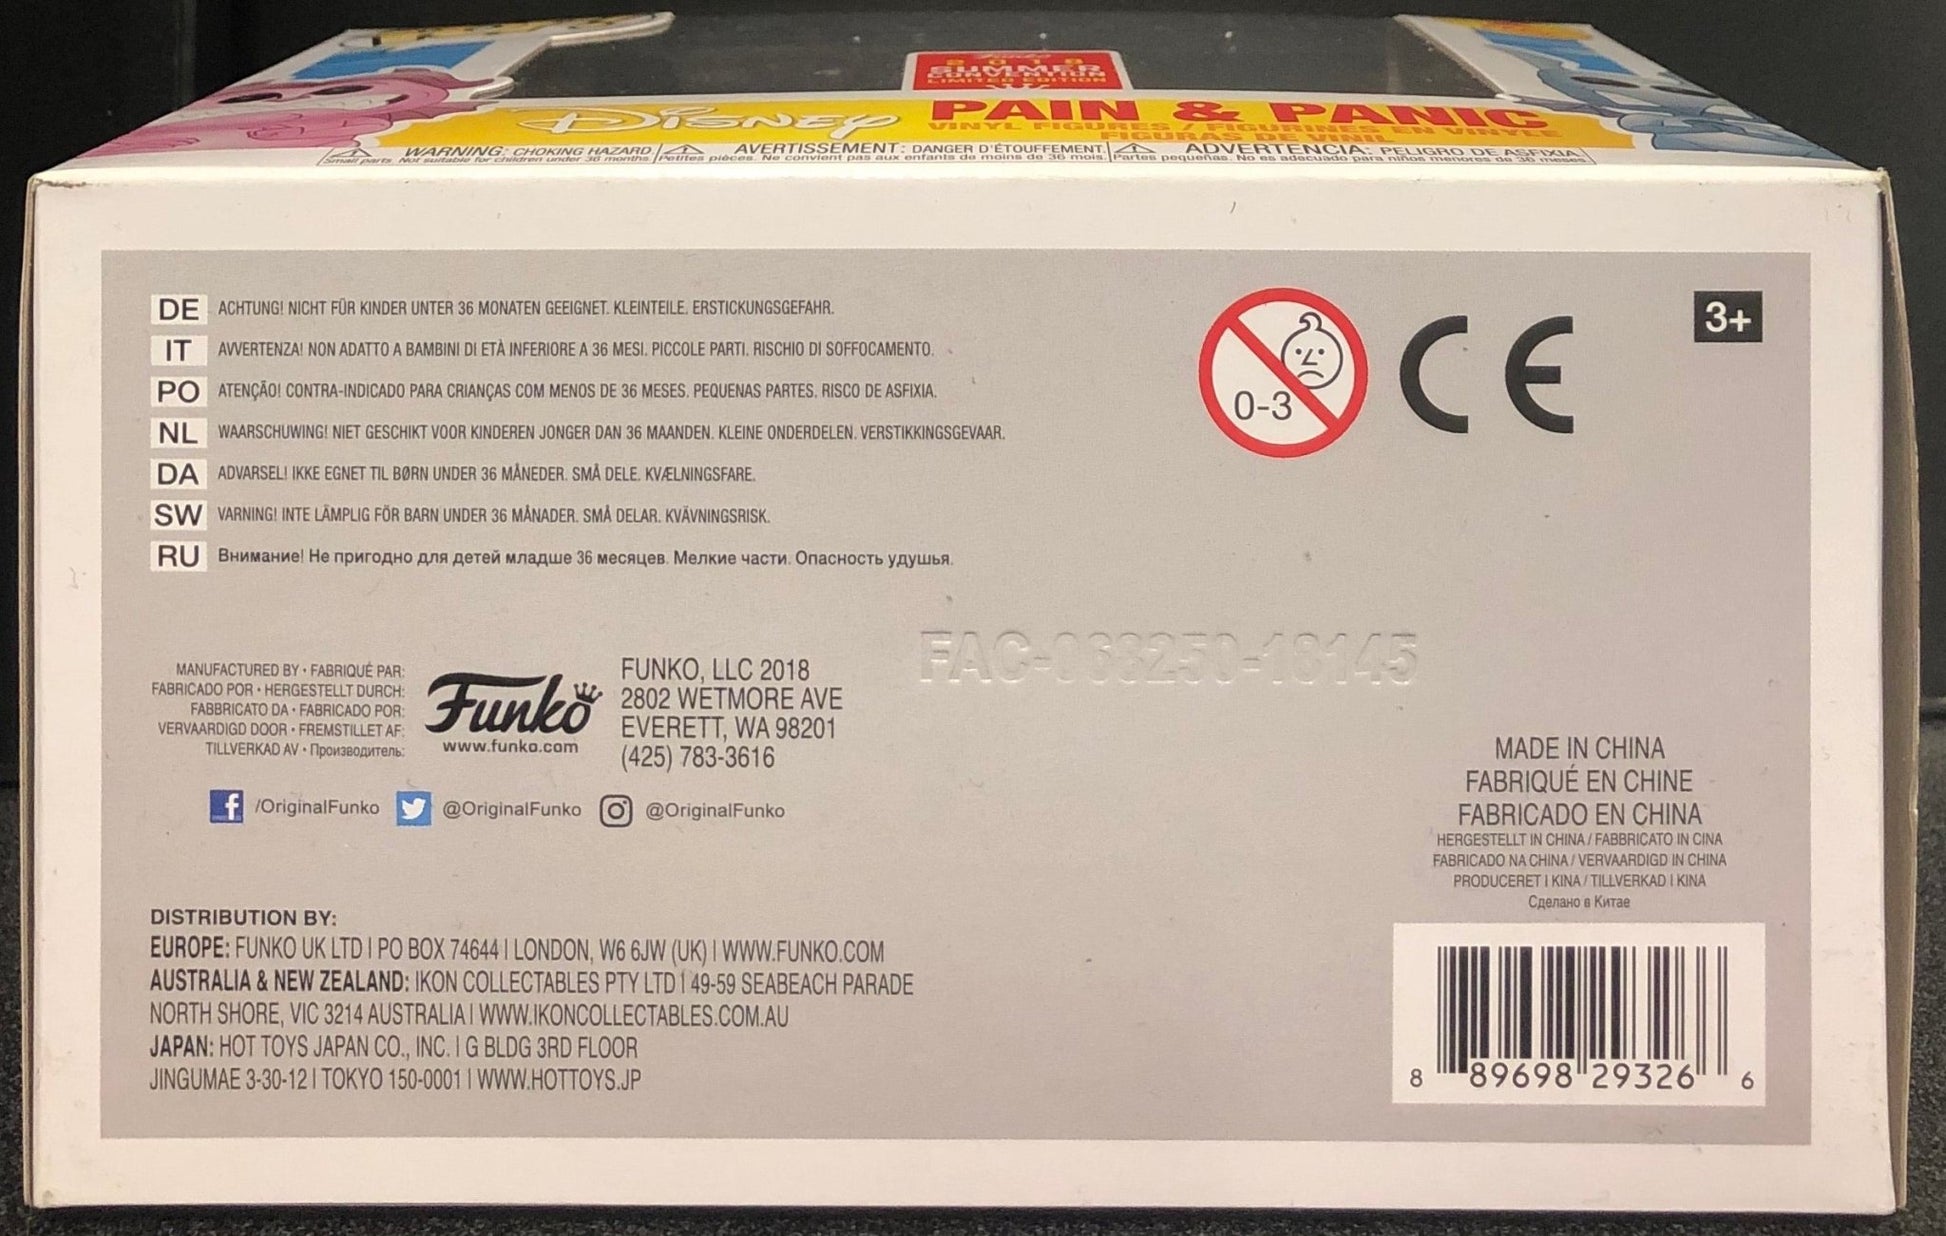 Funko
2018
SUMMER
CONVENTION
LIMITED EDITION
Disney PAIN & PANIC
VINYL FIGURES / FIGURINES EN VINYLE
FIGURAS DE VINIL
WARNING: CHOKING HAZARD.
Small parts. Not suitable for children under 36 months.
AVERTISSEMENT : DANGER D'ÉTOUFFEMENT.
Petites pièces. Ne convient pas aux enfants de moins de 36 mois.
ADVERTENCIA: PELIGRO DE ASFIXIA.
Partes pequeñas. No es adecuado para niños menores de 36 meses.
DE ACHTUNG! NICHT FÜR KINDER UNTER 36 MONATEN GEEIGNET. KLEINTEILE. ERSTICKUNGSGEFAHR.
IT AVVERTENZA! NON ADATTO A BAMBINI DI ETÀ INFERIORE A 36 MESI. PICCOLE PARTI. RISCHIO DI SOFFOCAMENTO.
PO ATENÇÃO! CONTRA-INDICADO PARA CRIANÇAS COM MENOS DE 36 MESES. PEQUENAS PARTES. RISCO DE ASFIXIA.
NL WAARSCHUWING! NIET GESCHIKT VOOR KINDEREN JONGER DAN 36 MAANDEN. KLEINE ONDERDELEN. VERSTIKKINGSGEVAAR.
DA ADVARSEL! IKKE EGNET TIL BØRN UNDER 36 MÅNEDER. SMÅ DELE. KVÆLNINGSFARE.
SW VARNING! INTE LÄMPLIG FÖR BARN UNDER 36 MÅNADER. SMÅ DELAR. KVÄVNINGSRISK.
RU Внимание! Не пригодно для детей младше 36 месяцев. Мелкие части. Опасность удушья.
0-3
CE
3+
FAC-068250-18145
MANUFACTURED BY • FABRIQUÉ PAR:
FABRICADO POR • HERGESTELLT DURCH:
FABBRICATO DA • FABRICADO POR:
VERVAARDIGD DOOR • FREMSTILLET AF:
TILLVERKAD AV • Производитель:
Funko
www.funko.com
FUNKO, LLC 2018
2802 WETMORE AVE
EVERETT, WA 98201
(425) 783-3616
/OriginalFunko @OriginalFunko @OriginalFunko
MADE IN CHINA
FABRIQUÉ EN CHINE
FABRICADO EN CHINA
HERGESTELLT IN CHINA / FABBRICATO IN CINA
FABRICADO NA CHINA / VERVAARDIGD IN CHINA
PRODUCERET I KINA / TILLVERKAD I KINA
Сделано в Китае
DISTRIBUTION BY:
EUROPE: FUNKO UK LTD | PO BOX 74644 | LONDON, W6 6JW (UK) | WWW.FUNKO.COM
AUSTRALIA & NEW ZEALAND: IKON COLLECTABLES PTY LTD | 49-59 SEABEACH PARADE
NORTH SHORE, VIC 3214 AUSTRALIA | WWW.IKONCOLLECTABLES.COM.AU
JAPAN: HOT TOYS JAPAN CO., INC. | G BLDG 3RD FLOOR
JINGUMAE 3-30-12 | TOKYO 150-0001 | WWW.HOTTOYS.JP
8 89698 29326 6